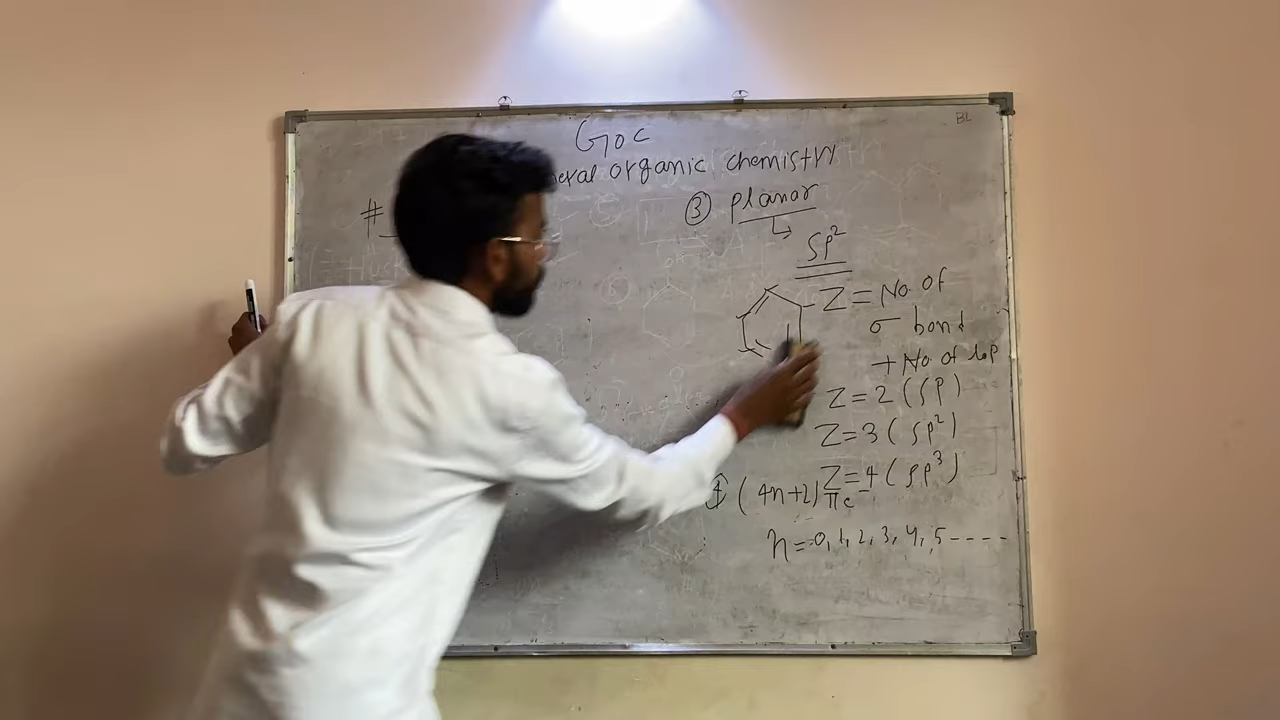 GOC
organic chemistry
BL
#
③ planar
SP²
Z = No. of
σ bond
+ No. of l.p
Z = 2 (SP)
Z = 3 (SP²)
Z = 4 (SP³)
④ (4n+2) πe⁻
n = 0, 1, 2, 3, 4, 5 - - - -